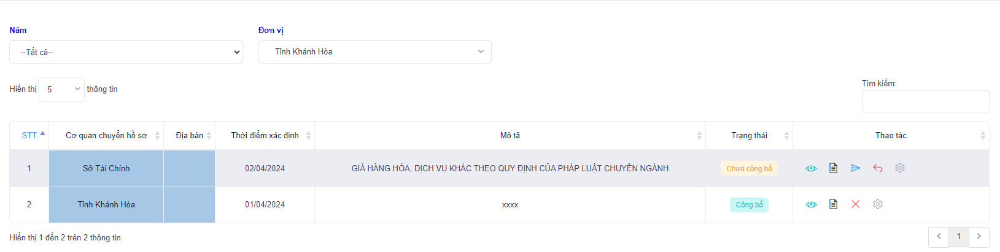 Năm Đơn vị
--Tất cả-- Tỉnh Khánh Hòa
Hiển thị 5 thông tin
Tìm kiếm:
STT Cơ quan chuyển hồ sơ Địa bàn Thời điểm xác định Mô tả Trạng thái Thao tác
1 Sở Tài Chính 02/04/2024 GIÁ HÀNG HÓA, DỊCH VỤ KHÁC THEO QUY ĐỊNH CỦA PHÁP LUẬT CHUYÊN NGÀNH Chưa công bố
2 Tỉnh Khánh Hòa 01/04/2024 xxxx Công bố
Hiển thị 1 đến 2 trên 2 thông tin 1